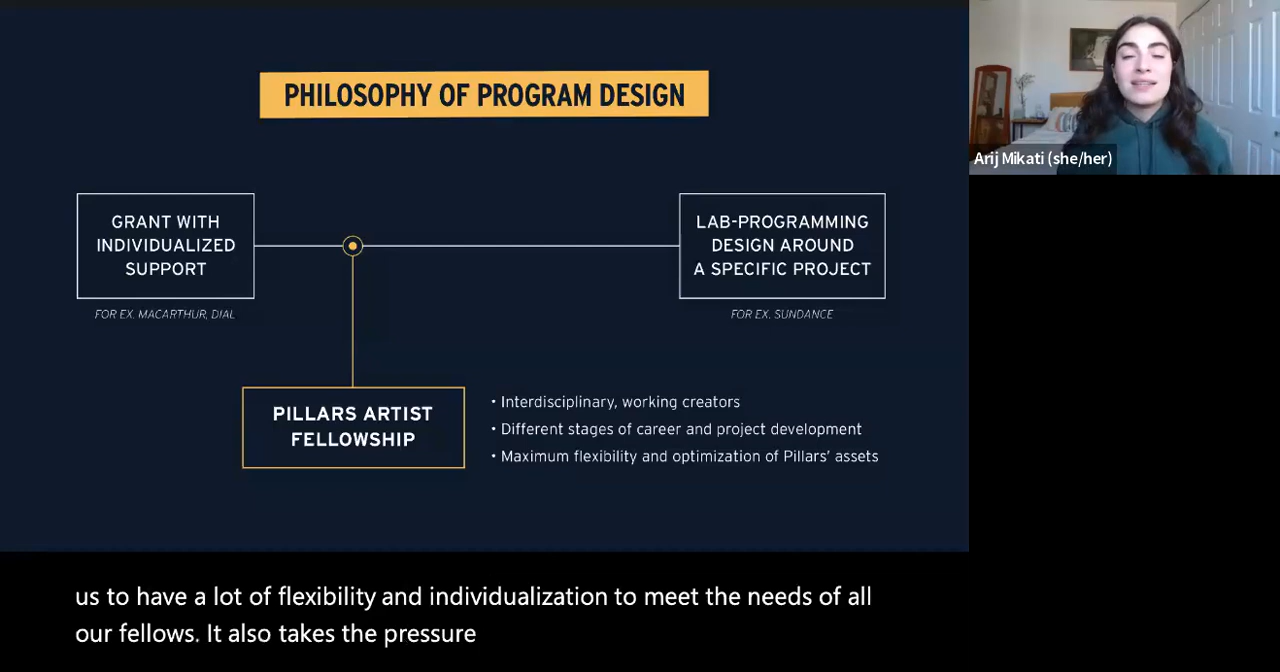 PHILOSOPHY OF PROGRAM DESIGN
Arij Mikati (she/her)
GRANT WITH
INDIVIDUALIZED
SUPPORT
FOR EX. MACARTHUR, DIAL
LAB-PROGRAMMING
DESIGN AROUND
A SPECIFIC PROJECT
FOR EX. SUNDANCE
PILLARS ARTIST
FELLOWSHIP
• Interdisciplinary, working creators
• Different stages of career and project development
• Maximum flexibility and optimization of Pillars’ assets
us to have a lot of flexibility and individualization to meet the needs of all
our fellows. It also takes the pressure